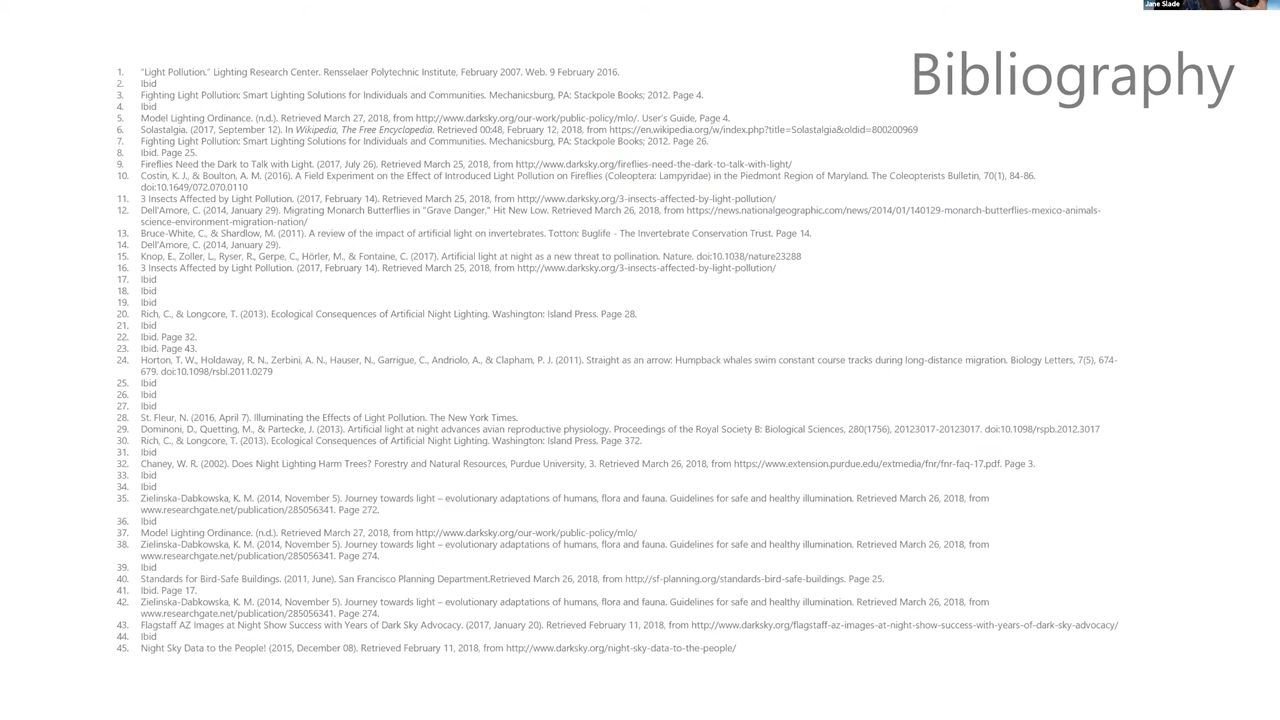 Jane Slade
Bibliography
1. "Light Pollution." Lighting Research Center. Rensselaer Polytechnic Institute, February 2007. Web. 9 February 2016.
2. Ibid
3. Fighting Light Pollution: Smart Lighting Solutions for Individuals and Communities. Mechanicsburg, PA: Stackpole Books; 2012. Page 4.
4. Ibid
5. Model Lighting Ordinance. (n.d.). Retrieved March 27, 2018, from http://www.darksky.org/our-work/public-policy/mlo/. User's Guide, Page 4.
6. Solastalgia. (2017, September 12). In Wikipedia, The Free Encyclopedia. Retrieved 00:48, February 12, 2018, from https://en.wikipedia.org/w/index.php?title=Solastalgia&oldid=800200969
7. Fighting Light Pollution: Smart Lighting Solutions for Individuals and Communities. Mechanicsburg, PA: Stackpole Books; 2012. Page 26.
8. Ibid. Page 25.
9. Fireflies Need the Dark to Talk with Light. (2017, July 26). Retrieved March 25, 2018, from http://www.darksky.org/fireflies-need-the-dark-to-talk-with-light/
10. Costin, K. J., & Boulton, A. M. (2016). A Field Experiment on the Effect of Introduced Light Pollution on Fireflies (Coleoptera: Lampyridae) in the Piedmont Region of Maryland. The Coleopterists Bulletin, 70(1), 84-86.
doi:10.1649/072.070.0110
11. 3 Insects Affected by Light Pollution. (2017, February 14). Retrieved March 25, 2018, from http://www.darksky.org/3-insects-affected-by-light-pollution/
12. Dell'Amore, C. (2014, January 29). Migrating Monarch Butterflies in "Grave Danger," Hit New Low. Retrieved March 26, 2018, from https://news.nationalgeographic.com/news/2014/01/140129-monarch-butterflies-mexico-animals-
science-environment-migration-nation/
13. Bruce-White, C., & Shardlow, M. (2011). A review of the impact of artificial light on invertebrates. Totton: Buglife - The Invertebrate Conservation Trust. Page 14.
14. Dell'Amore, C. (2014, January 29).
15. Knop, E., Zoller, L., Ryser, R., Gerpe, C., Hörler, M., & Fontaine, C. (2017). Artificial light at night as a new threat to pollination. Nature. doi:10.1038/nature23288
16. 3 Insects Affected by Light Pollution. (2017, February 14). Retrieved March 25, 2018, from http://www.darksky.org/3-insects-affected-by-light-pollution/
17. Ibid
18. Ibid
19. Ibid
20. Rich, C., & Longcore, T. (2013). Ecological Consequences of Artificial Night Lighting. Washington: Island Press. Page 28.
21. Ibid
22. Ibid. Page 32.
23. Ibid. Page 43.
24. Horton, T. W., Holdaway, R. N., Zerbini, A. N., Hauser, N., Garrigue, C., Andriolo, A., & Clapham, P. J. (2011). Straight as an arrow: Humpback whales swim constant course tracks during long-distance migration. Biology Letters, 7(5), 674-
679. doi:10.1098/rsbl.2011.0279
25. Ibid
26. Ibid
27. Ibid
28. St. Fleur, N. (2016, April 7). Illuminating the Effects of Light Pollution. The New York Times.
29. Dominoni, D., Quetting, M., & Partecke, J. (2013). Artificial light at night advances avian reproductive physiology. Proceedings of the Royal Society B: Biological Sciences, 280(1756), 20123017-20123017. doi:10.1098/rspb.2012.3017
30. Rich, C., & Longcore, T. (2013). Ecological Consequences of Artificial Night Lighting. Washington: Island Press. Page 372.
31. Ibid
32. Chaney, W. R. (2002). Does Night Lighting Harm Trees? Forestry and Natural Resources, Purdue University, 3. Retrieved March 26, 2018, from https://www.extension.purdue.edu/extmedia/fnr/fnr-faq-17.pdf. Page 3.
33. Ibid
34. Ibid
35. Zielinska-Dabkowska, K. M. (2014, November 5). Journey towards light – evolutionary adaptations of humans, flora and fauna. Guidelines for safe and healthy illumination. Retrieved March 26, 2018, from
www.researchgate.net/publication/285056341. Page 272.
36. Ibid
37. Model Lighting Ordinance. (n.d.). Retrieved March 27, 2018, from http://www.darksky.org/our-work/public-policy/mlo/
38. Zielinska-Dabkowska, K. M. (2014, November 5). Journey towards light – evolutionary adaptations of humans, flora and fauna. Guidelines for safe and healthy illumination. Retrieved March 26, 2018, from
www.researchgate.net/publication/285056341. Page 274.
39. Ibid
40. Standards for Bird-Safe Buildings. (2011, June). San Francisco Planning Department.Retrieved March 26, 2018, from http://sf-planning.org/standards-bird-safe-buildings. Page 25.
41. Ibid. Page 17.
42. Zielinska-Dabkowska, K. M. (2014, November 5). Journey towards light – evolutionary adaptations of humans, flora and fauna. Guidelines for safe and healthy illumination. Retrieved March 26, 2018, from
www.researchgate.net/publication/285056341. Page 274.
43. Flagstaff AZ Images at Night Show Success with Years of Dark Sky Advocacy. (2017, January 20). Retrieved February 11, 2018, from http://www.darksky.org/flagstaff-az-images-at-night-show-success-with-years-of-dark-sky-advocacy/
44. Ibid
45. Night Sky Data to the People! (2015, December 08). Retrieved February 11, 2018, from http://www.darksky.org/night-sky-data-to-the-people/